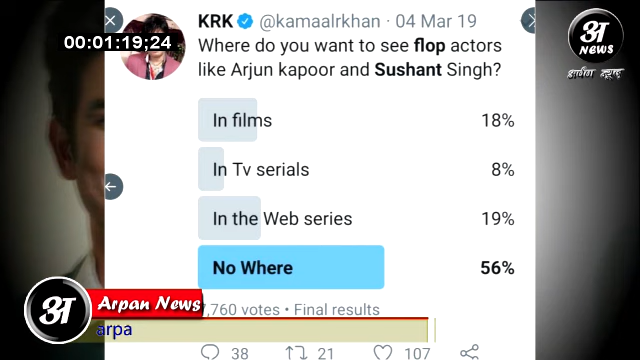 KRK @kamaalrkhan · 04 Mar 19
00:01:19;24
Where do you want to see flop actors
like Arjun kapoor and Sushant Singh?
In films 18%
In Tv serials 8%
In the Web series 19%
No Where 56%
,760 votes • Final results
38 21 107
अ
NEWS
अ
Arpan News
arpa